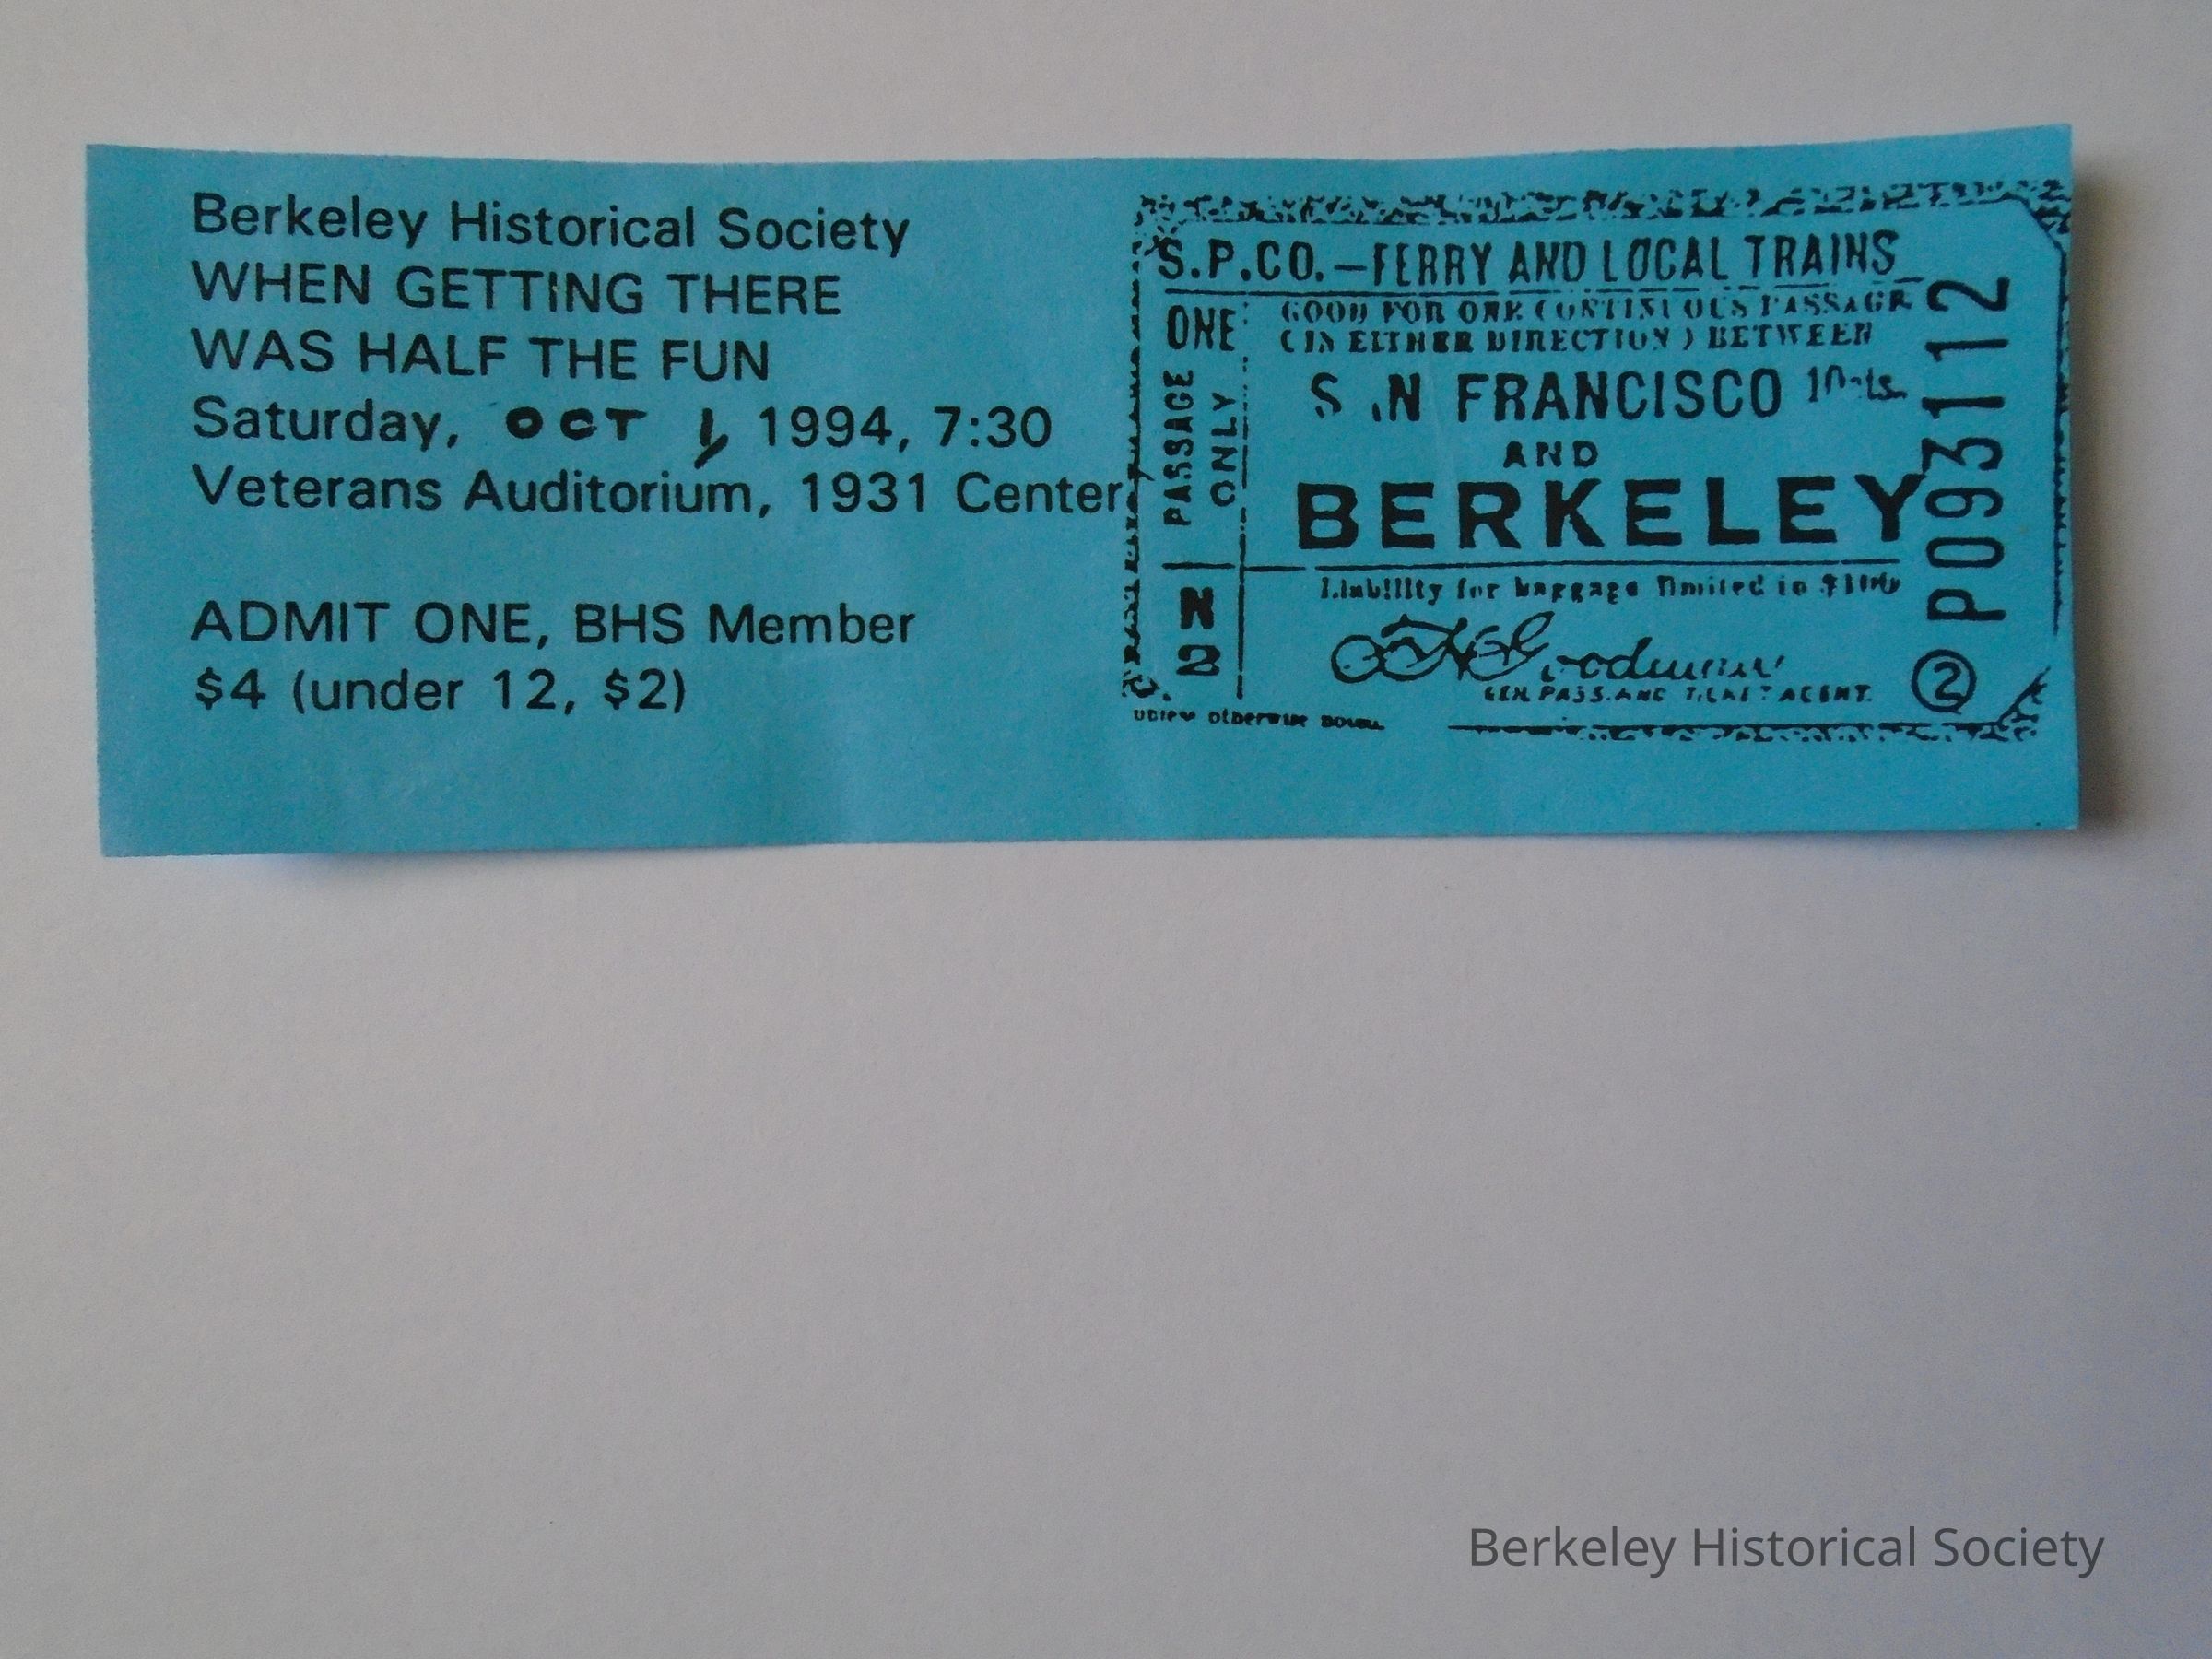 Berkeley Historical Society
WHEN GETTING THERE
WAS HALF THE FUN
Saturday, OCT 1, 1994, 7:30
Veterans Auditorium, 1931 Center
ADMIT ONE, BHS Member
$4 (under 12, $2)
S.P.CO.—FERRY AND LOCAL TRAINS
ONE
PASSAGE
ONLY
N
2
GOOD FOR ONE CONTINUOUS PASSAGE
(IN EITHER DIRECTION) BETWEEN
S N FRANCISCO
AND
BERKELEY
Liability for baggage limited to $100
Goodman
GEN. PASS. AND TICKET AGENT.
P093112
2
otherwise
Berkeley Historical Society